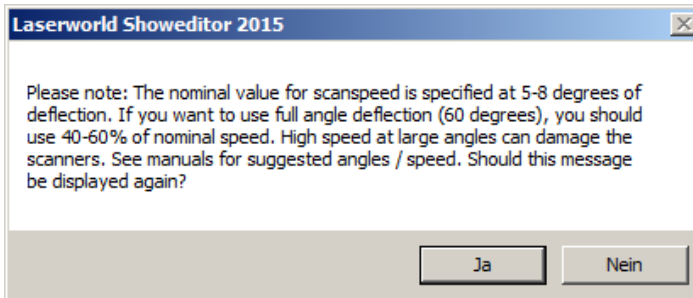 Laserworld Showeditor 2015
Please note: The nominal value for scanspeed is specified at 5-8 degrees of
deflection. If you want to use full angle deflection (60 degrees), you should
use 40-60% of nominal speed. High speed at large angles can damage the
scanners. See manuals for suggested angles / speed. Should this message
be displayed again?
Ja
Nein